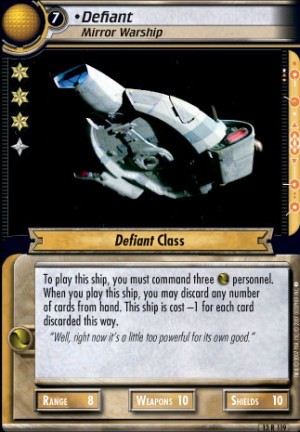 7
•Defiant
Mirror Warship
Defiant Class
To play this ship, you must command three personnel.
When you play this ship, you may discard any number
of cards from hand. This ship is cost –1 for each card
discarded this way.
"Well, right now it's a little too powerful for its own good."
RANGE 8
WEAPONS 10
SHIELDS 10
13 R 119